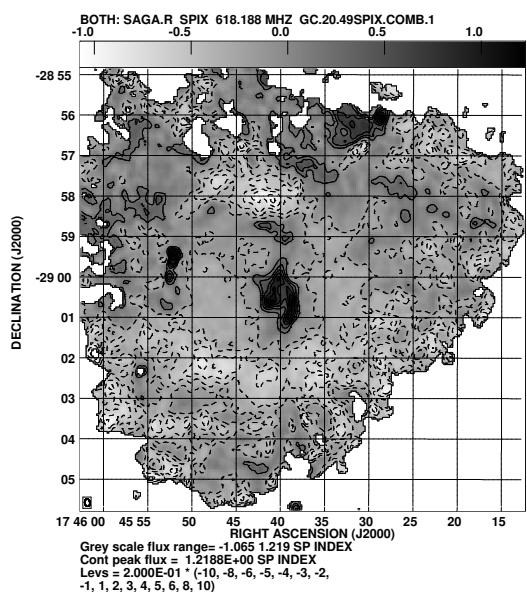 BOTH: SAGA.R SPIX 618.188 MHZ GC.20.49SPIX.COMB.1
-1.0 -0.5 0.0 0.5 1.0
-28 55
56
57
58
59
-29 00
01
02
03
04
05
DECLINATION (J2000)
17 46 00 45 55 50 45 40 35 30 25 20 15
RIGHT ASCENSION (J2000)
Grey scale flux range= -1.065 1.219 SP INDEX
Cont peak flux = 1.2188E+00 SP INDEX
Levs = 2.000E-01 * (-10, -8, -6, -5, -4, -3, -2,
-1, 1, 2, 3, 4, 5, 6, 8, 10)